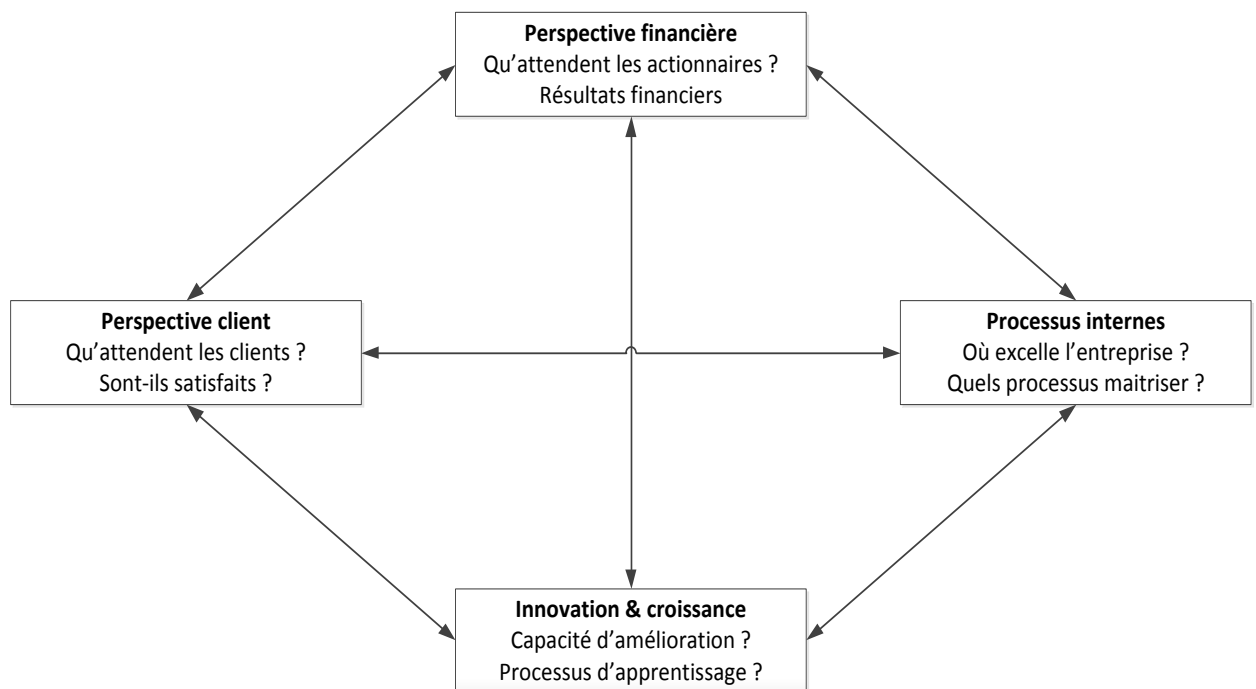 Perspective financière
Qu’attendent les actionnaires ?
Résultats financiers
Perspective client
Qu’attendent les clients ?
Sont-ils satisfaits ?
Processus internes
Où excelle l’entreprise ?
Quels processus maitriser ?
Innovation & croissance
Capacité d’amélioration ?
Processus d’apprentissage ?